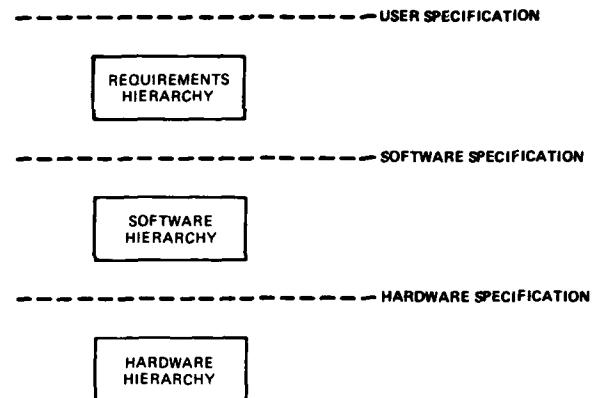 USER SPECIFICATION
REQUIREMENTS
HIERARCHY
SOFTWARE SPECIFICATION
SOFTWARE
HIERARCHY
HARDWARE SPECIFICATION
HARDWARE
HIERARCHY